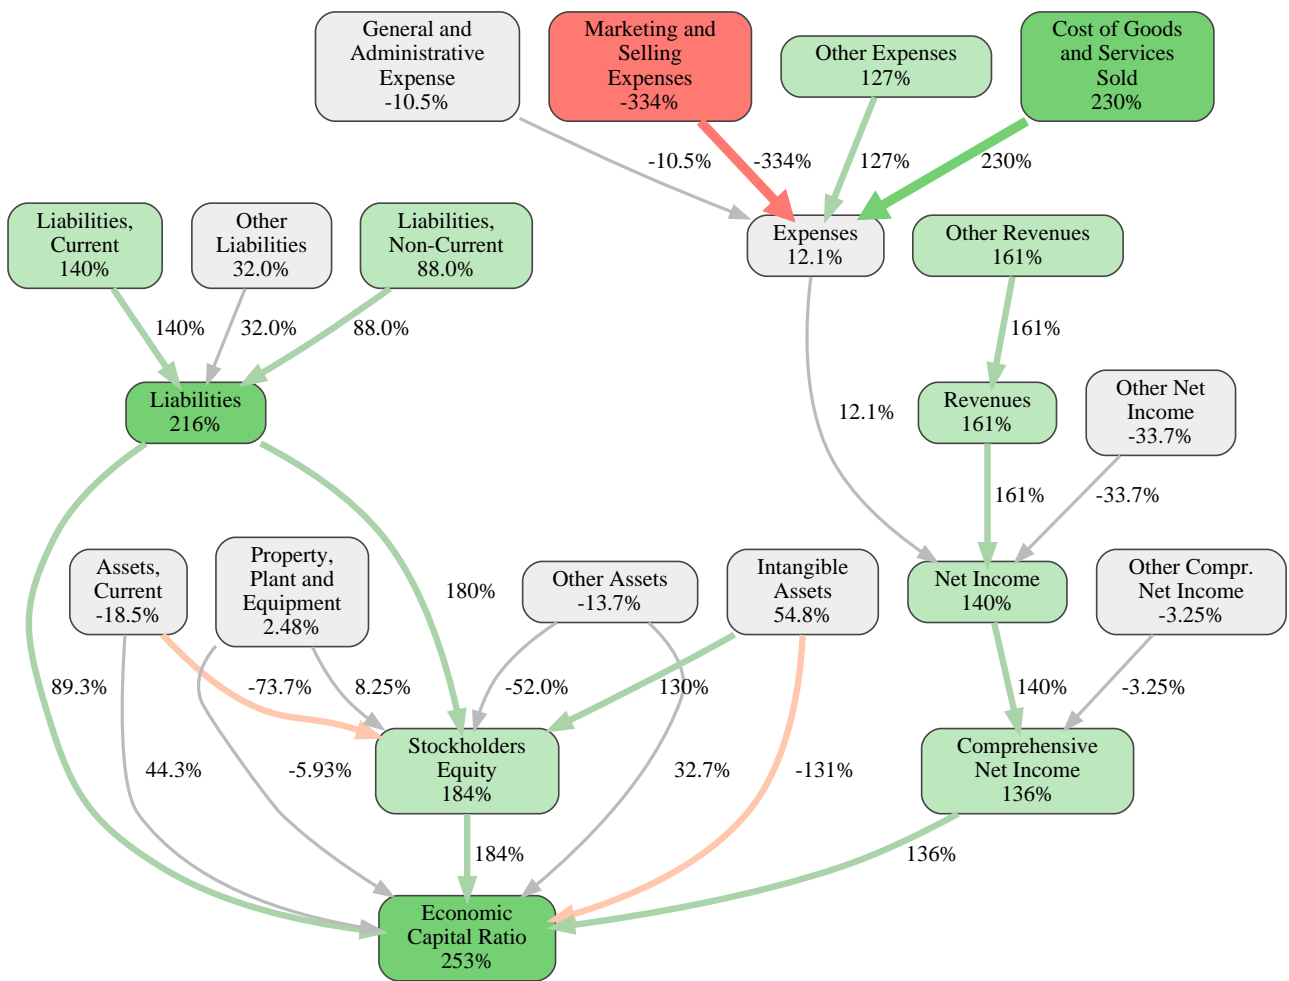 General and
Administrative
Expense
-10.5%
Marketing and
Selling
Expenses
-334%
Other Expenses
127%
Cost of Goods
and Services
Sold
230%
-10.5%
-334%
127%
230%
Liabilities,
Current
140%
Other
Liabilities
32.0%
Liabilities,
Non-Current
88.0%
Expenses
12.1%
Other Revenues
161%
140%
32.0%
88.0%
161%
Liabilities
216%
12.1%
Revenues
161%
Other Net
Income
-33.7%
161%
-33.7%
Assets,
Current
-18.5%
Property,
Plant and
Equipment
2.48%
180%
Other Assets
-13.7%
Intangible
Assets
54.8%
Net Income
140%
Other Compr.
Net Income
-3.25%
89.3%
-73.7%
8.25%
-52.0%
130%
140%
-3.25%
44.3%
-5.93%
Stockholders
Equity
184%
32.7%
-131%
Comprehensive
Net Income
136%
184%
136%
Economic
Capital Ratio
253%